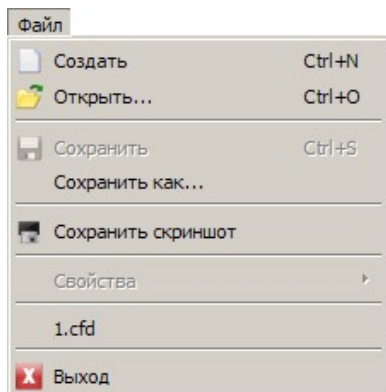 Файл
Создать Ctrl+N
Открыть... Ctrl+O
Сохранить Ctrl+S
Сохранить как...
Сохранить скриншот
Свойства
1.cfd
Выход